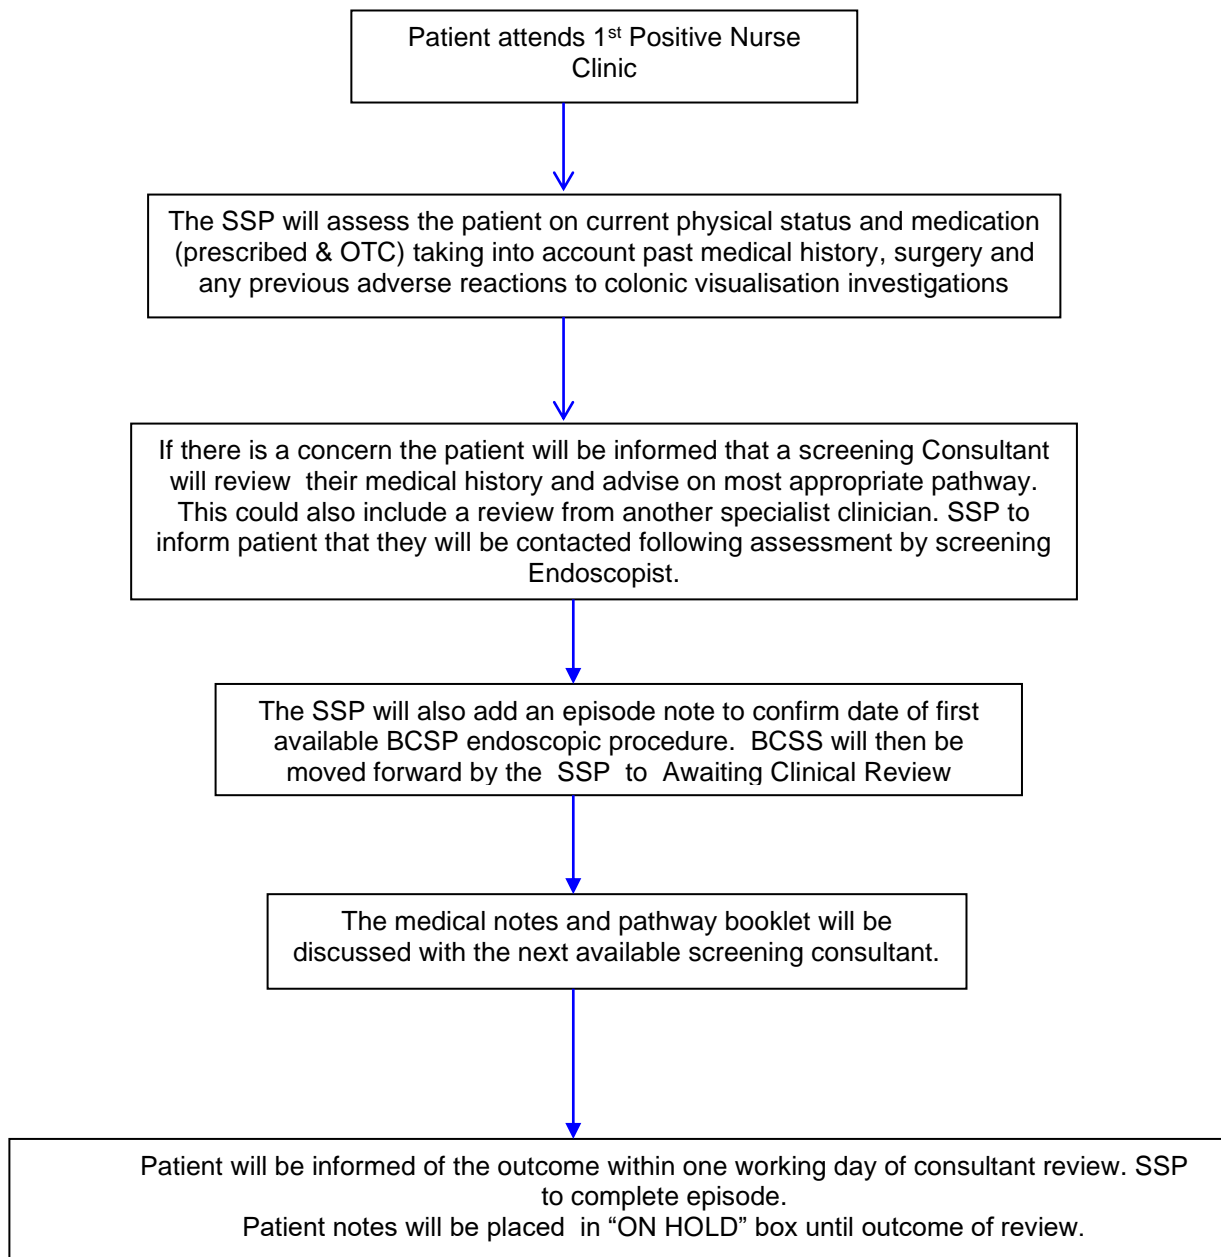 Patient attends 1st Positive Nurse
Clinic
The SSP will assess the patient on current physical status and medication
(prescribed & OTC) taking into account past medical history, surgery and
any previous adverse reactions to colonic visualisation investigations
If there is a concern the patient will be informed that a screening Consultant
will review their medical history and advise on most appropriate pathway.
This could also include a review from another specialist clinician. SSP to
inform patient that they will be contacted following assessment by screening
Endoscopist.
The SSP will also add an episode note to confirm date of first
available BCSP endoscopic procedure. BCSS will then be
moved forward by the SSP to Awaiting Clinical Review
The medical notes and pathway booklet will be
discussed with the next available screening consultant.
Patient will be informed of the outcome within one working day of consultant review. SSP
to complete episode.
Patient notes will be placed in “ON HOLD” box until outcome of review.